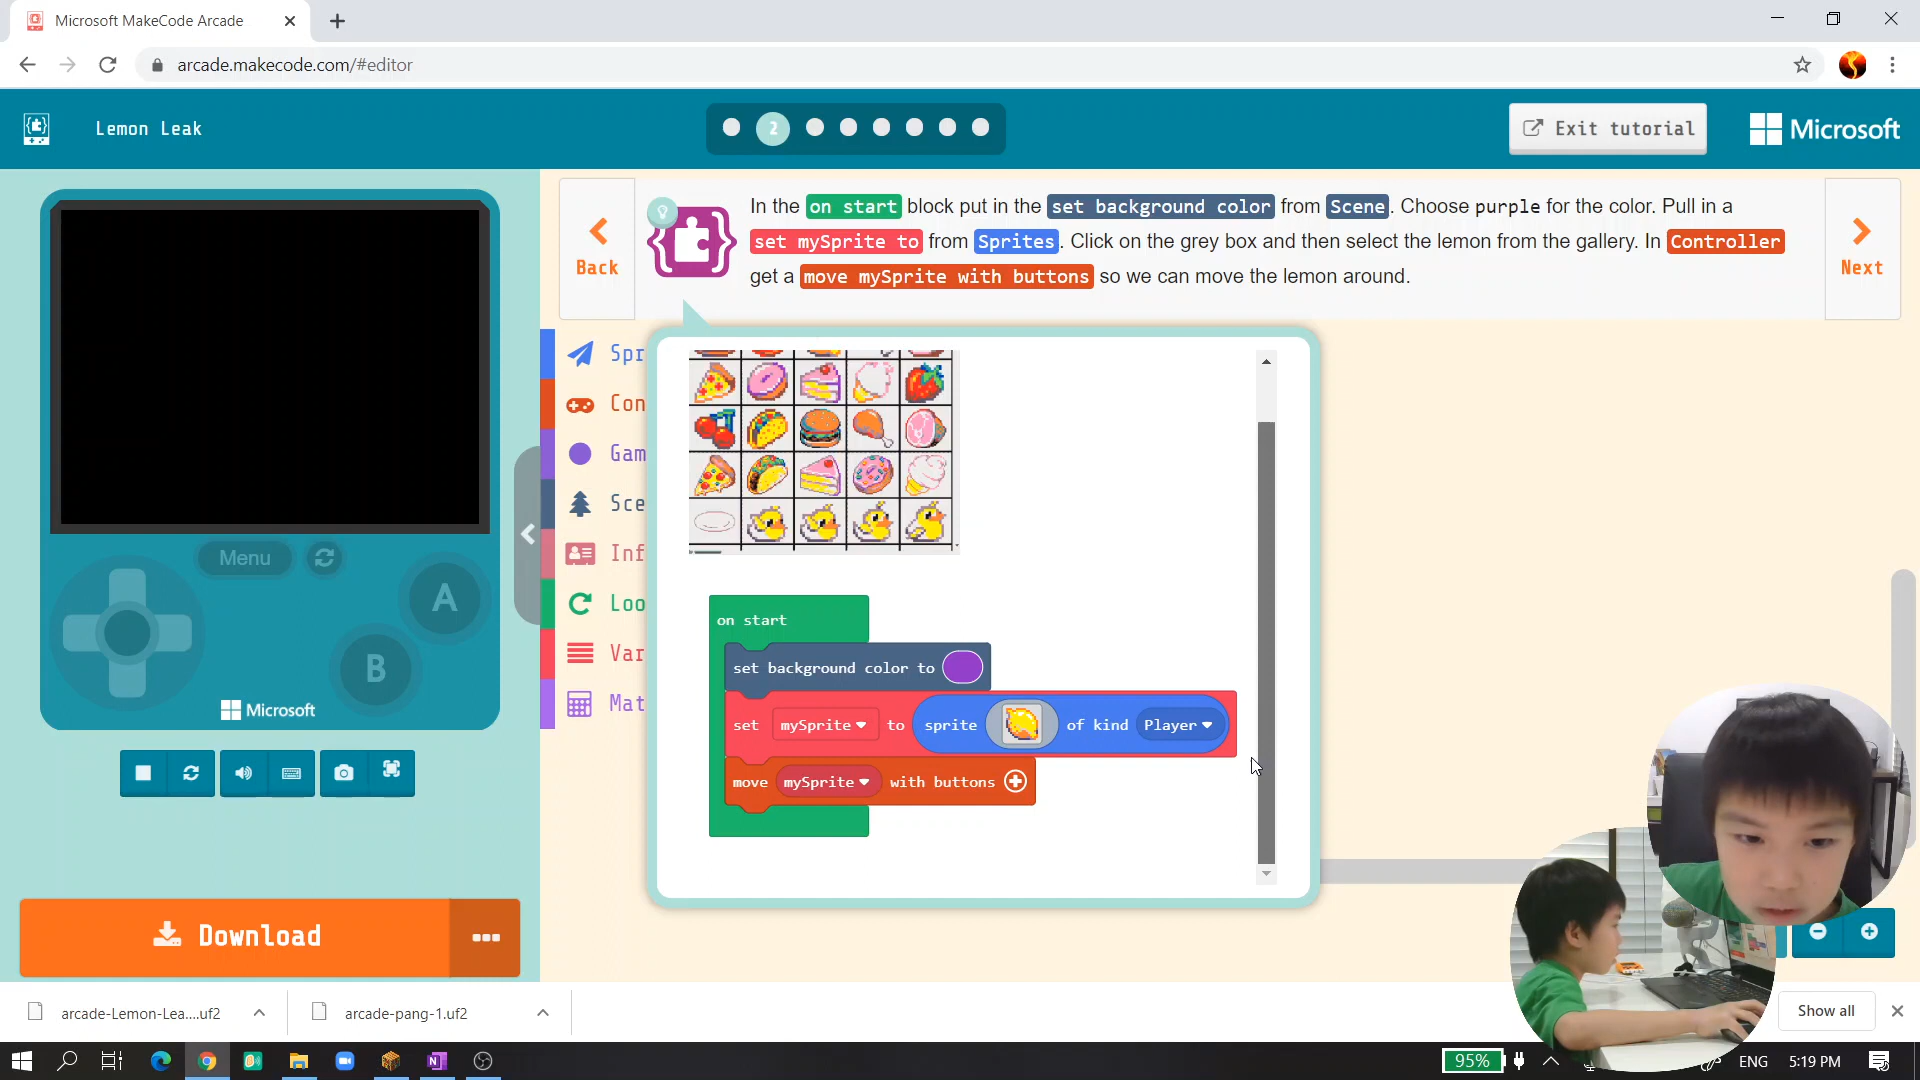 Microsoft MakeCode Arcade
arcade.makecode.com/#editor
Lemon Leak
2
Exit tutorial
Microsoft
Back
In the on start block put in the set background color from Scene. Choose purple for the color. Pull in a
set mySprite to from Sprites. Click on the grey box and then select the lemon from the gallery. In Controller
get a move mySprite with buttons so we can move the lemon around.
Next
Spr
Con
Gam
Sce
Inf
Loo
Var
Mat
Menu
A
B
Microsoft
on start
set background color to
set mySprite to sprite of kind Player
move mySprite with buttons
Download
arcade-Lemon-Lea....uf2
arcade-pang-1.uf2
Show all
95%
ENG
5:19 PM